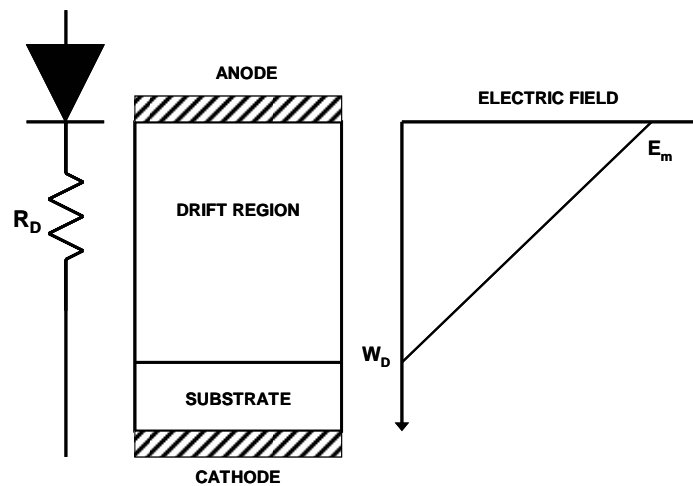 ANODE
ELECTRIC FIELD
E_m
DRIFT REGION
R_D
W_D
SUBSTRATE
CATHODE